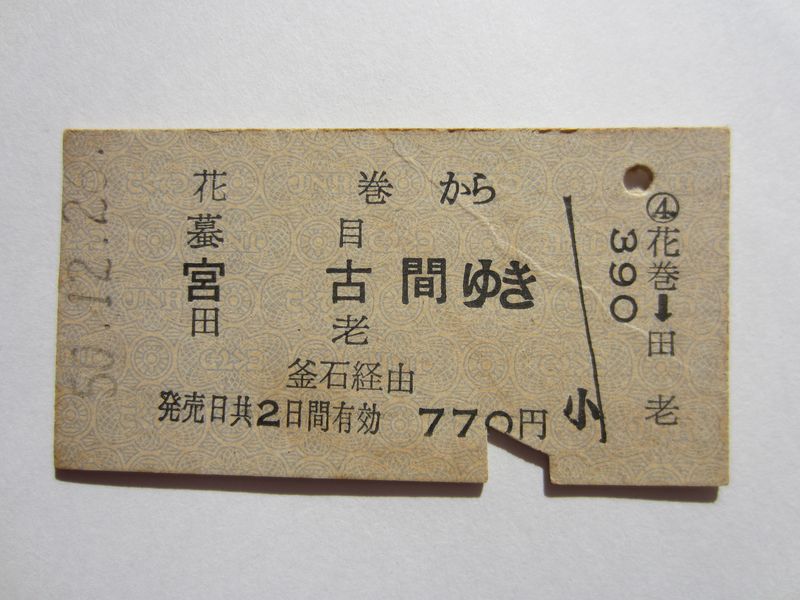 50.12.2
花巻から
蟇目
宮古間ゆき
田老
釜石経由
発売日共2日間有効 770円
小
④花巻➡田老
390